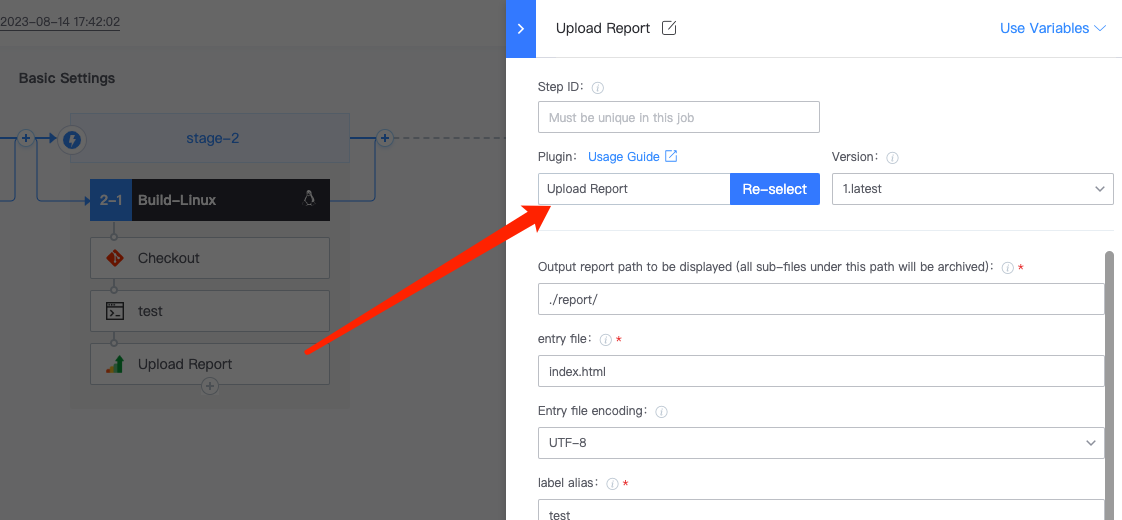 2023-08-14 17:42:02
Basic Settings
stage-2
2-1 Build-Linux
Checkout
test
Upload Report
Upload Report
Use Variables
Step ID:
Must be unique in this job
Plugin: Usage Guide
Version:
Upload Report
Re-select
1.latest
Output report path to be displayed (all sub-files under this path will be archived): *
./report/
entry file: *
index.html
Entry file encoding:
UTF-8
label alias: *
test